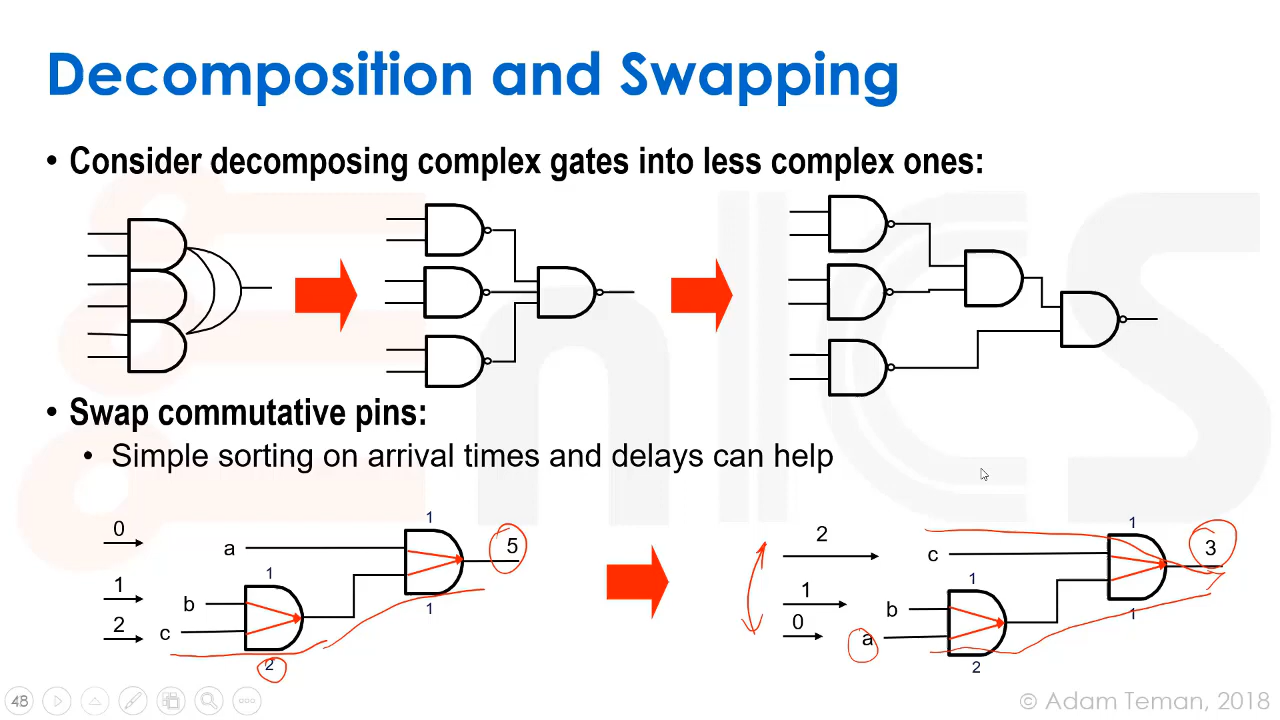 Decomposition and Swapping
• Consider decomposing complex gates into less complex ones:
• Swap commutative pins:
• Simple sorting on arrival times and delays can help
0
a
1
5
1
b
1
1
2
c
2
2
c
1
3
1
b
1
1
0
a
2
48
© Adam Teman, 2018